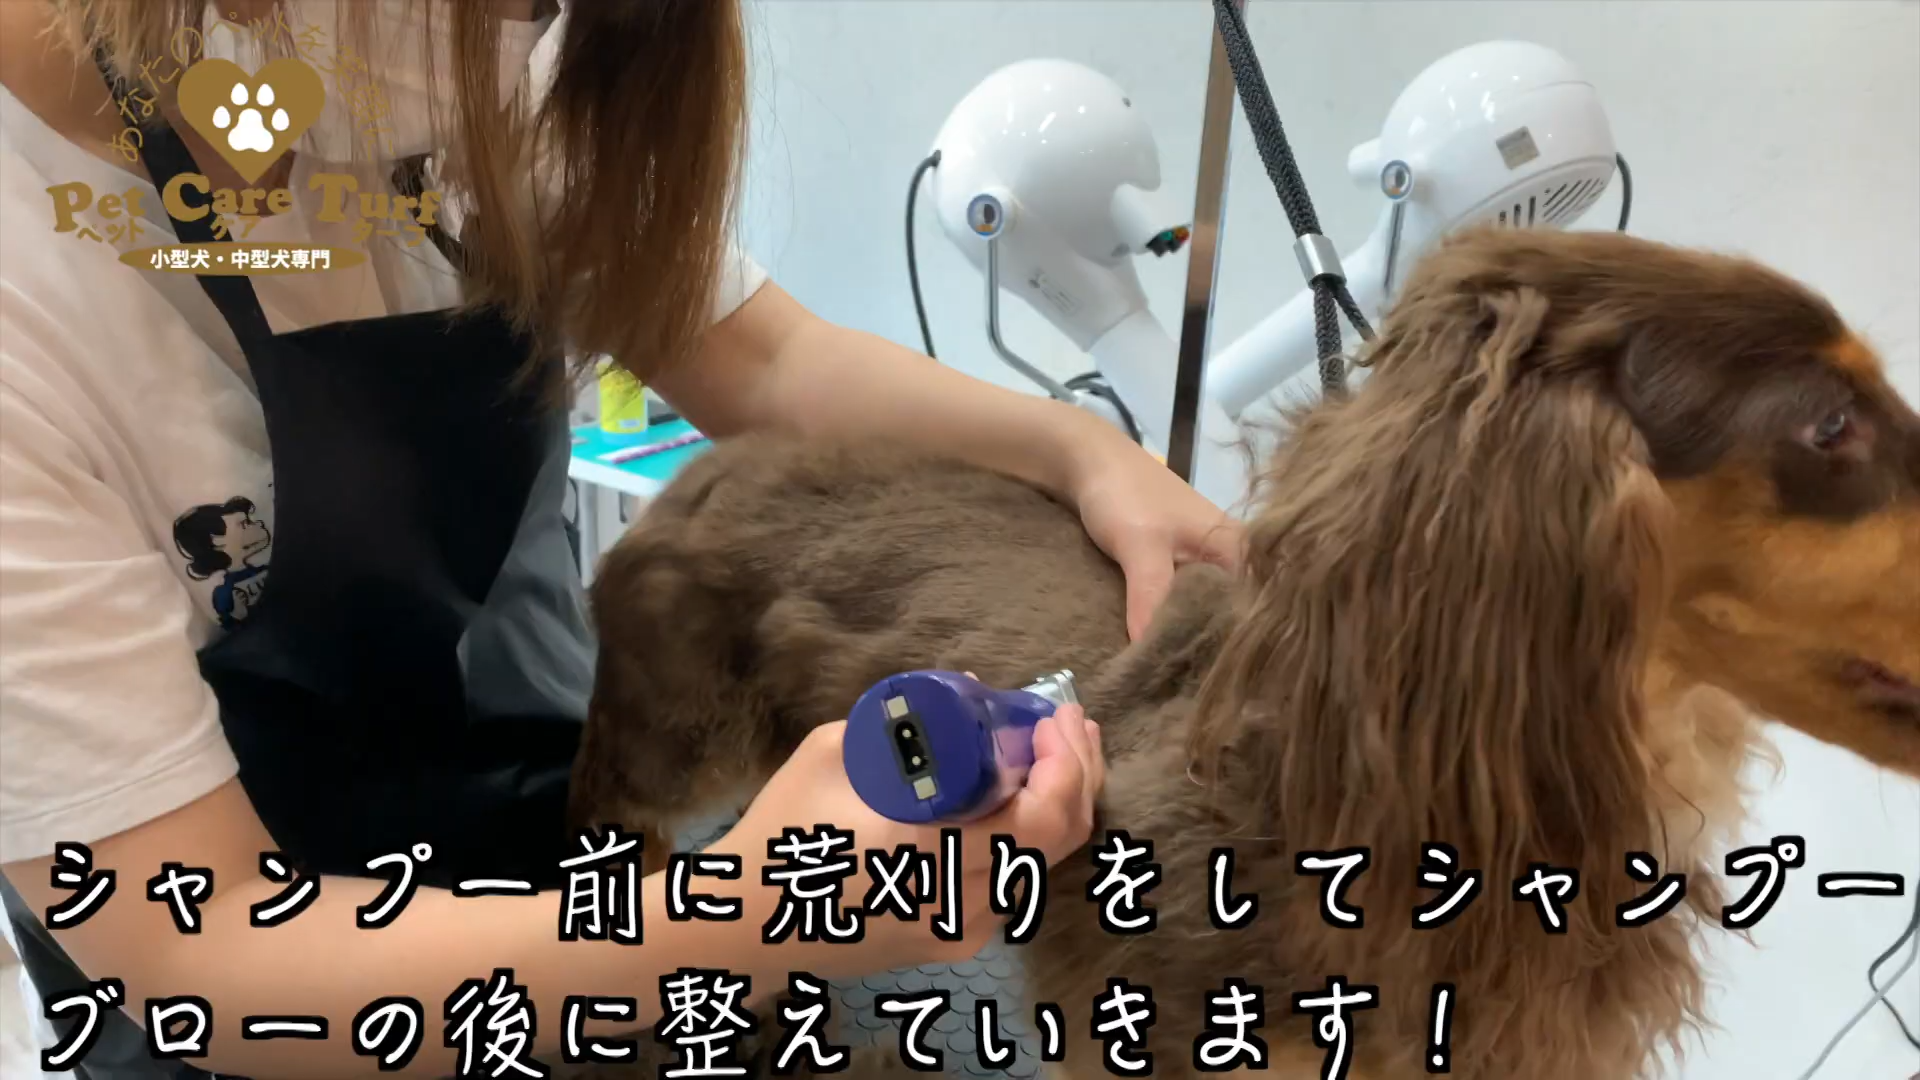 あなたのペットを笑顔に
Pet Care Turf
ペット ケア ターフ
小型犬・中型犬専門
シャンプー前に荒刈りをしてシャンプー
ブローの後に整えていきます！